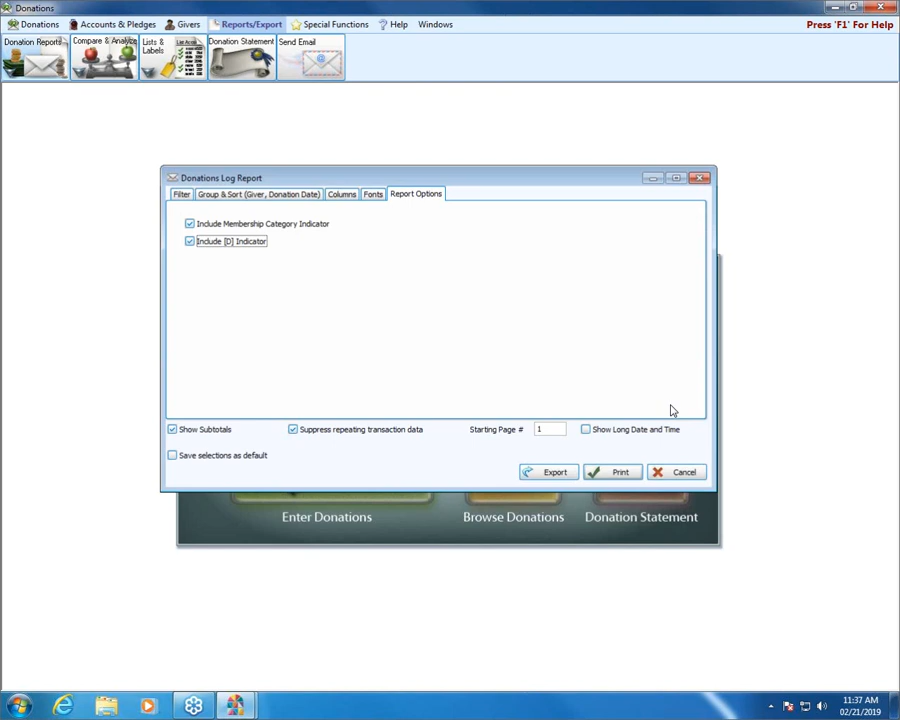 Donations
Donations Accounts & Pledges Givers Reports/Export Special Functions Help Windows Press 'F1' For Help
Donation Reports Compare & Analyze Lists & Labels Donation Statement Send Email
Donations Log Report
Filter Group & Sort (Giver, Donation Date) Columns Fonts Report Options
Include Membership Category Indicator
Include [D] Indicator
Show Subtotals Suppress repeating transaction data Starting Page # 1 Show Long Date and Time
Save selections as default
Export Print Cancel
Enter Donations Browse Donations Donation Statement
11:37 AM
02/21/2019